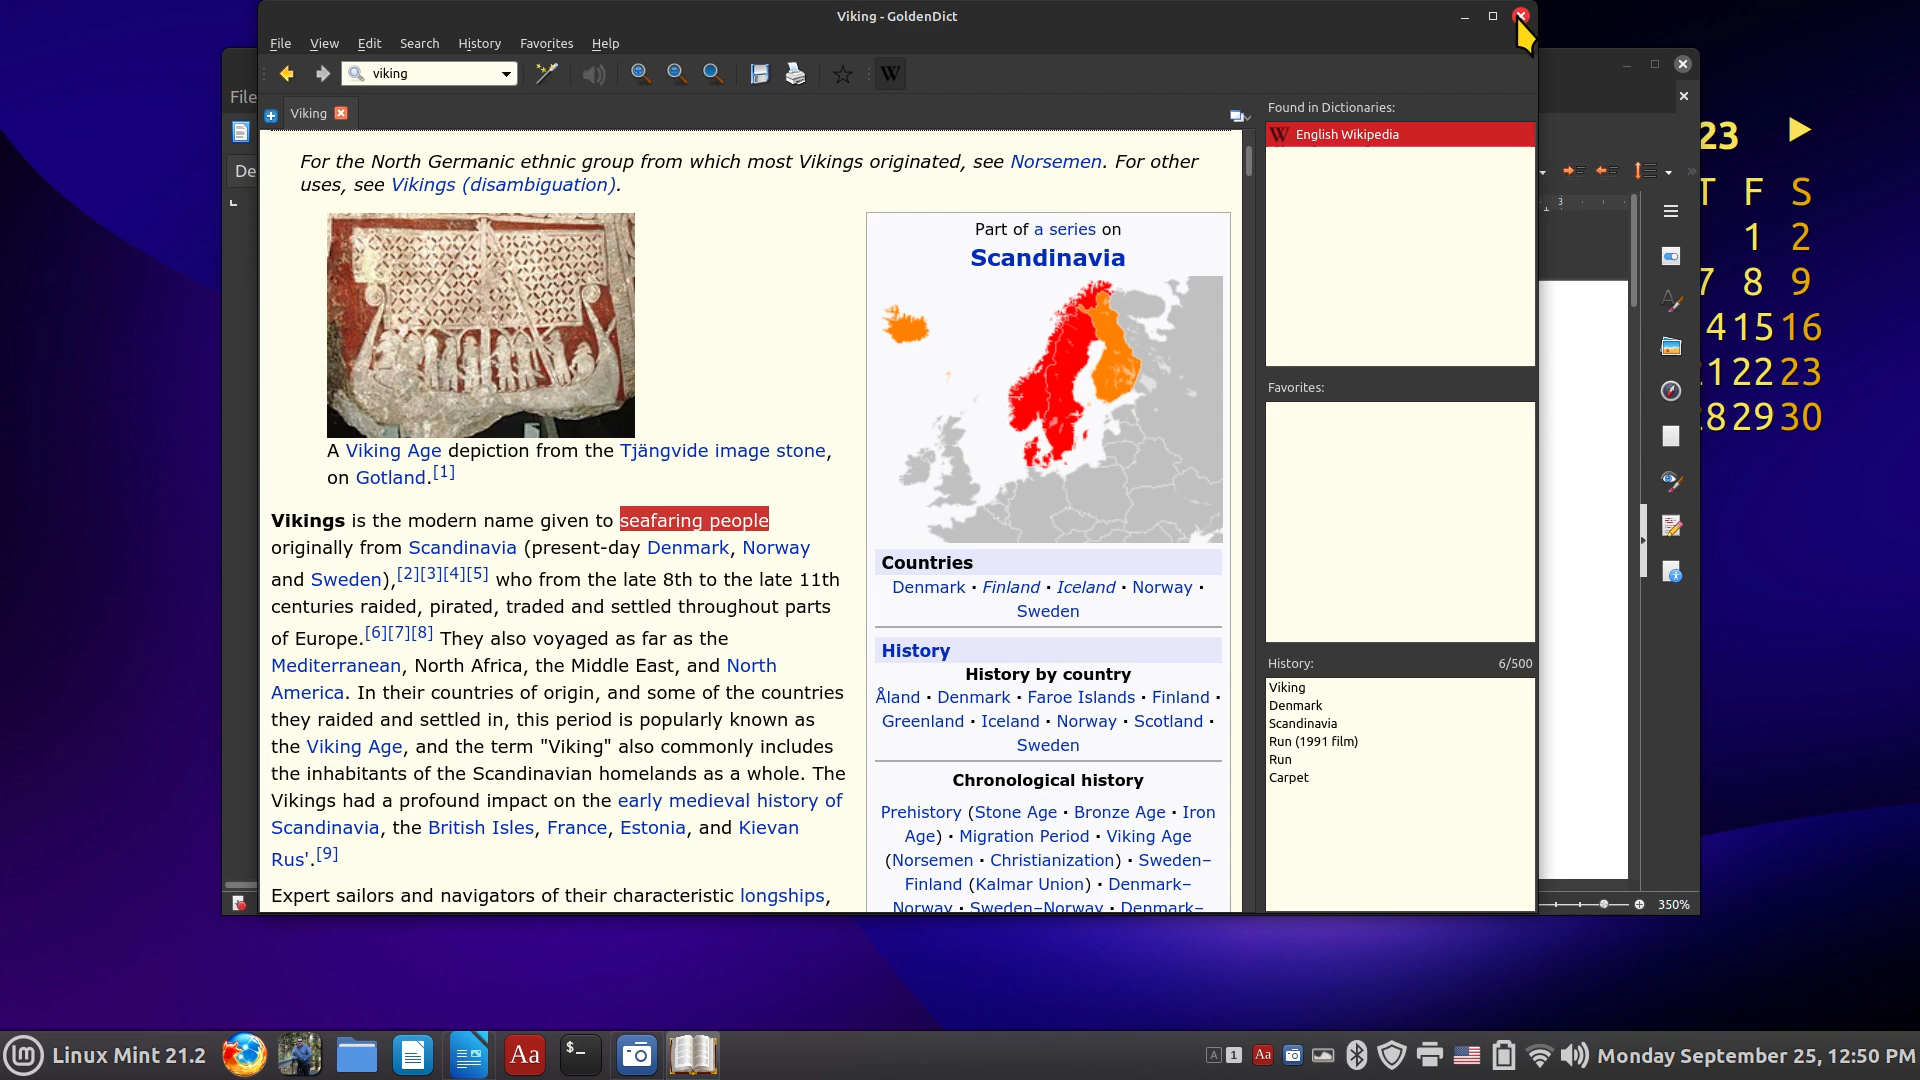 Viking - GoldenDict
File View Edit Search History Favorites Help
viking
W
Viking
Found in Dictionaries:
W English Wikipedia
For the North Germanic ethnic group from which most Vikings originated, see Norsemen. For other
uses, see Vikings (disambiguation).
A Viking Age depiction from the Tjängvide image stone,
on Gotland.[1]
Vikings is the modern name given to seafaring people
originally from Scandinavia (present-day Denmark, Norway
and Sweden),[2][3][4][5] who from the late 8th to the late 11th
centuries raided, pirated, traded and settled throughout parts
of Europe.[6][7][8] They also voyaged as far as the
Mediterranean, North Africa, the Middle East, and North
America. In their countries of origin, and some of the countries
they raided and settled in, this period is popularly known as
the Viking Age, and the term "Viking" also commonly includes
the inhabitants of the Scandinavian homelands as a whole. The
Vikings had a profound impact on the early medieval history of
Scandinavia, the British Isles, France, Estonia, and Kievan
Rus'.[9]
Expert sailors and navigators of their characteristic longships,
Part of a series on
Scandinavia
Countries
Denmark · Finland · Iceland · Norway ·
Sweden
History
History by country
Åland · Denmark · Faroe Islands · Finland ·
Greenland · Iceland · Norway · Scotland ·
Sweden
Chronological history
Prehistory (Stone Age · Bronze Age · Iron
Age) · Migration Period · Viking Age
(Norsemen · Christianization) · Sweden–
Finland (Kalmar Union) · Denmark–
Norway · Sweden–Norway · Denmark–
Favorites:
History: 6/500
Viking
Denmark
Scandinavia
Run (1991 film)
Run
Carpet
File
De
3
350%
23
T F S
1 2
7 8 9
4 15 16
21 22 23
28 29 30
Linux Mint 21.2
Aa
$_
A 1
Aa
Monday September 25, 12:50 PM